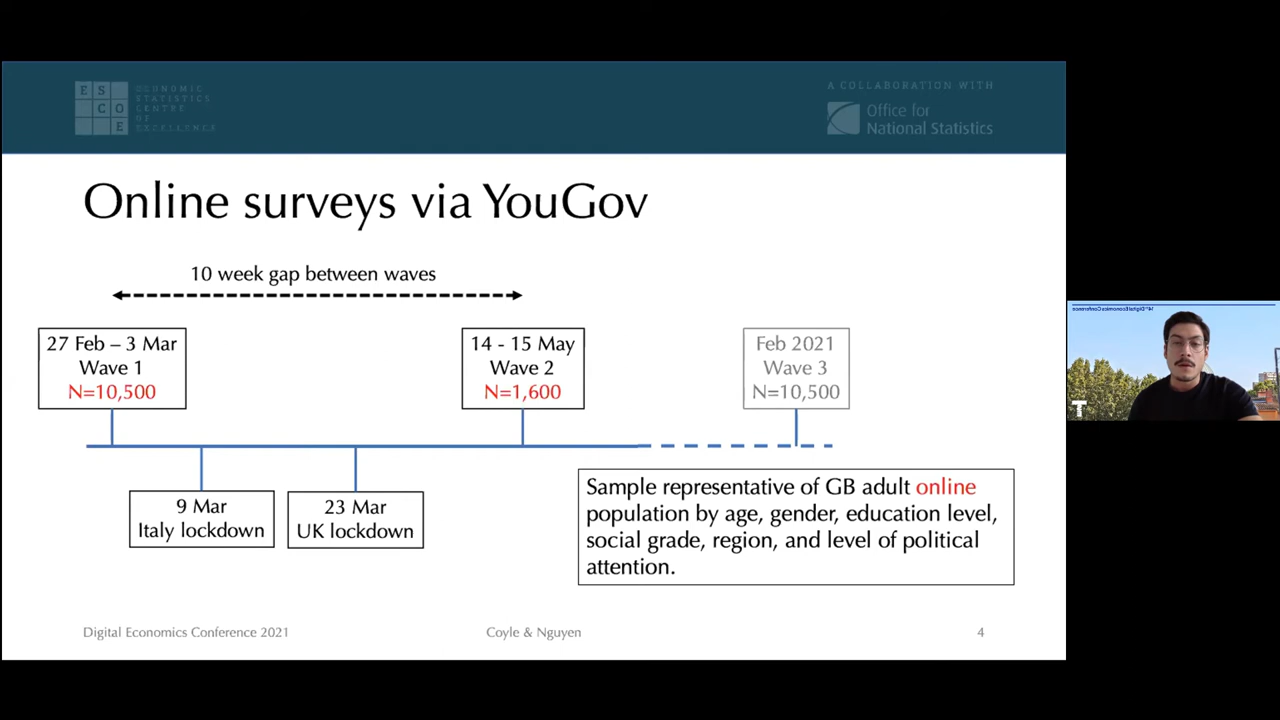 ES
CO
E
ECONOMIC
STATISTICS
CENTRE
OF
EXCELLENCE
A COLLABORATION WITH
Office for
National Statistics
Online surveys via YouGov
10 week gap between waves
27 Feb – 3 Mar
Wave 1
N=10,500
14 - 15 May
Wave 2
N=1,600
Feb 2021
Wave 3
N=10,500
9 Mar
Italy lockdown
23 Mar
UK lockdown
Sample representative of GB adult online
population by age, gender, education level,
social grade, region, and level of political
attention.
Digital Economics Conference 2021
Coyle & Nguyen
4